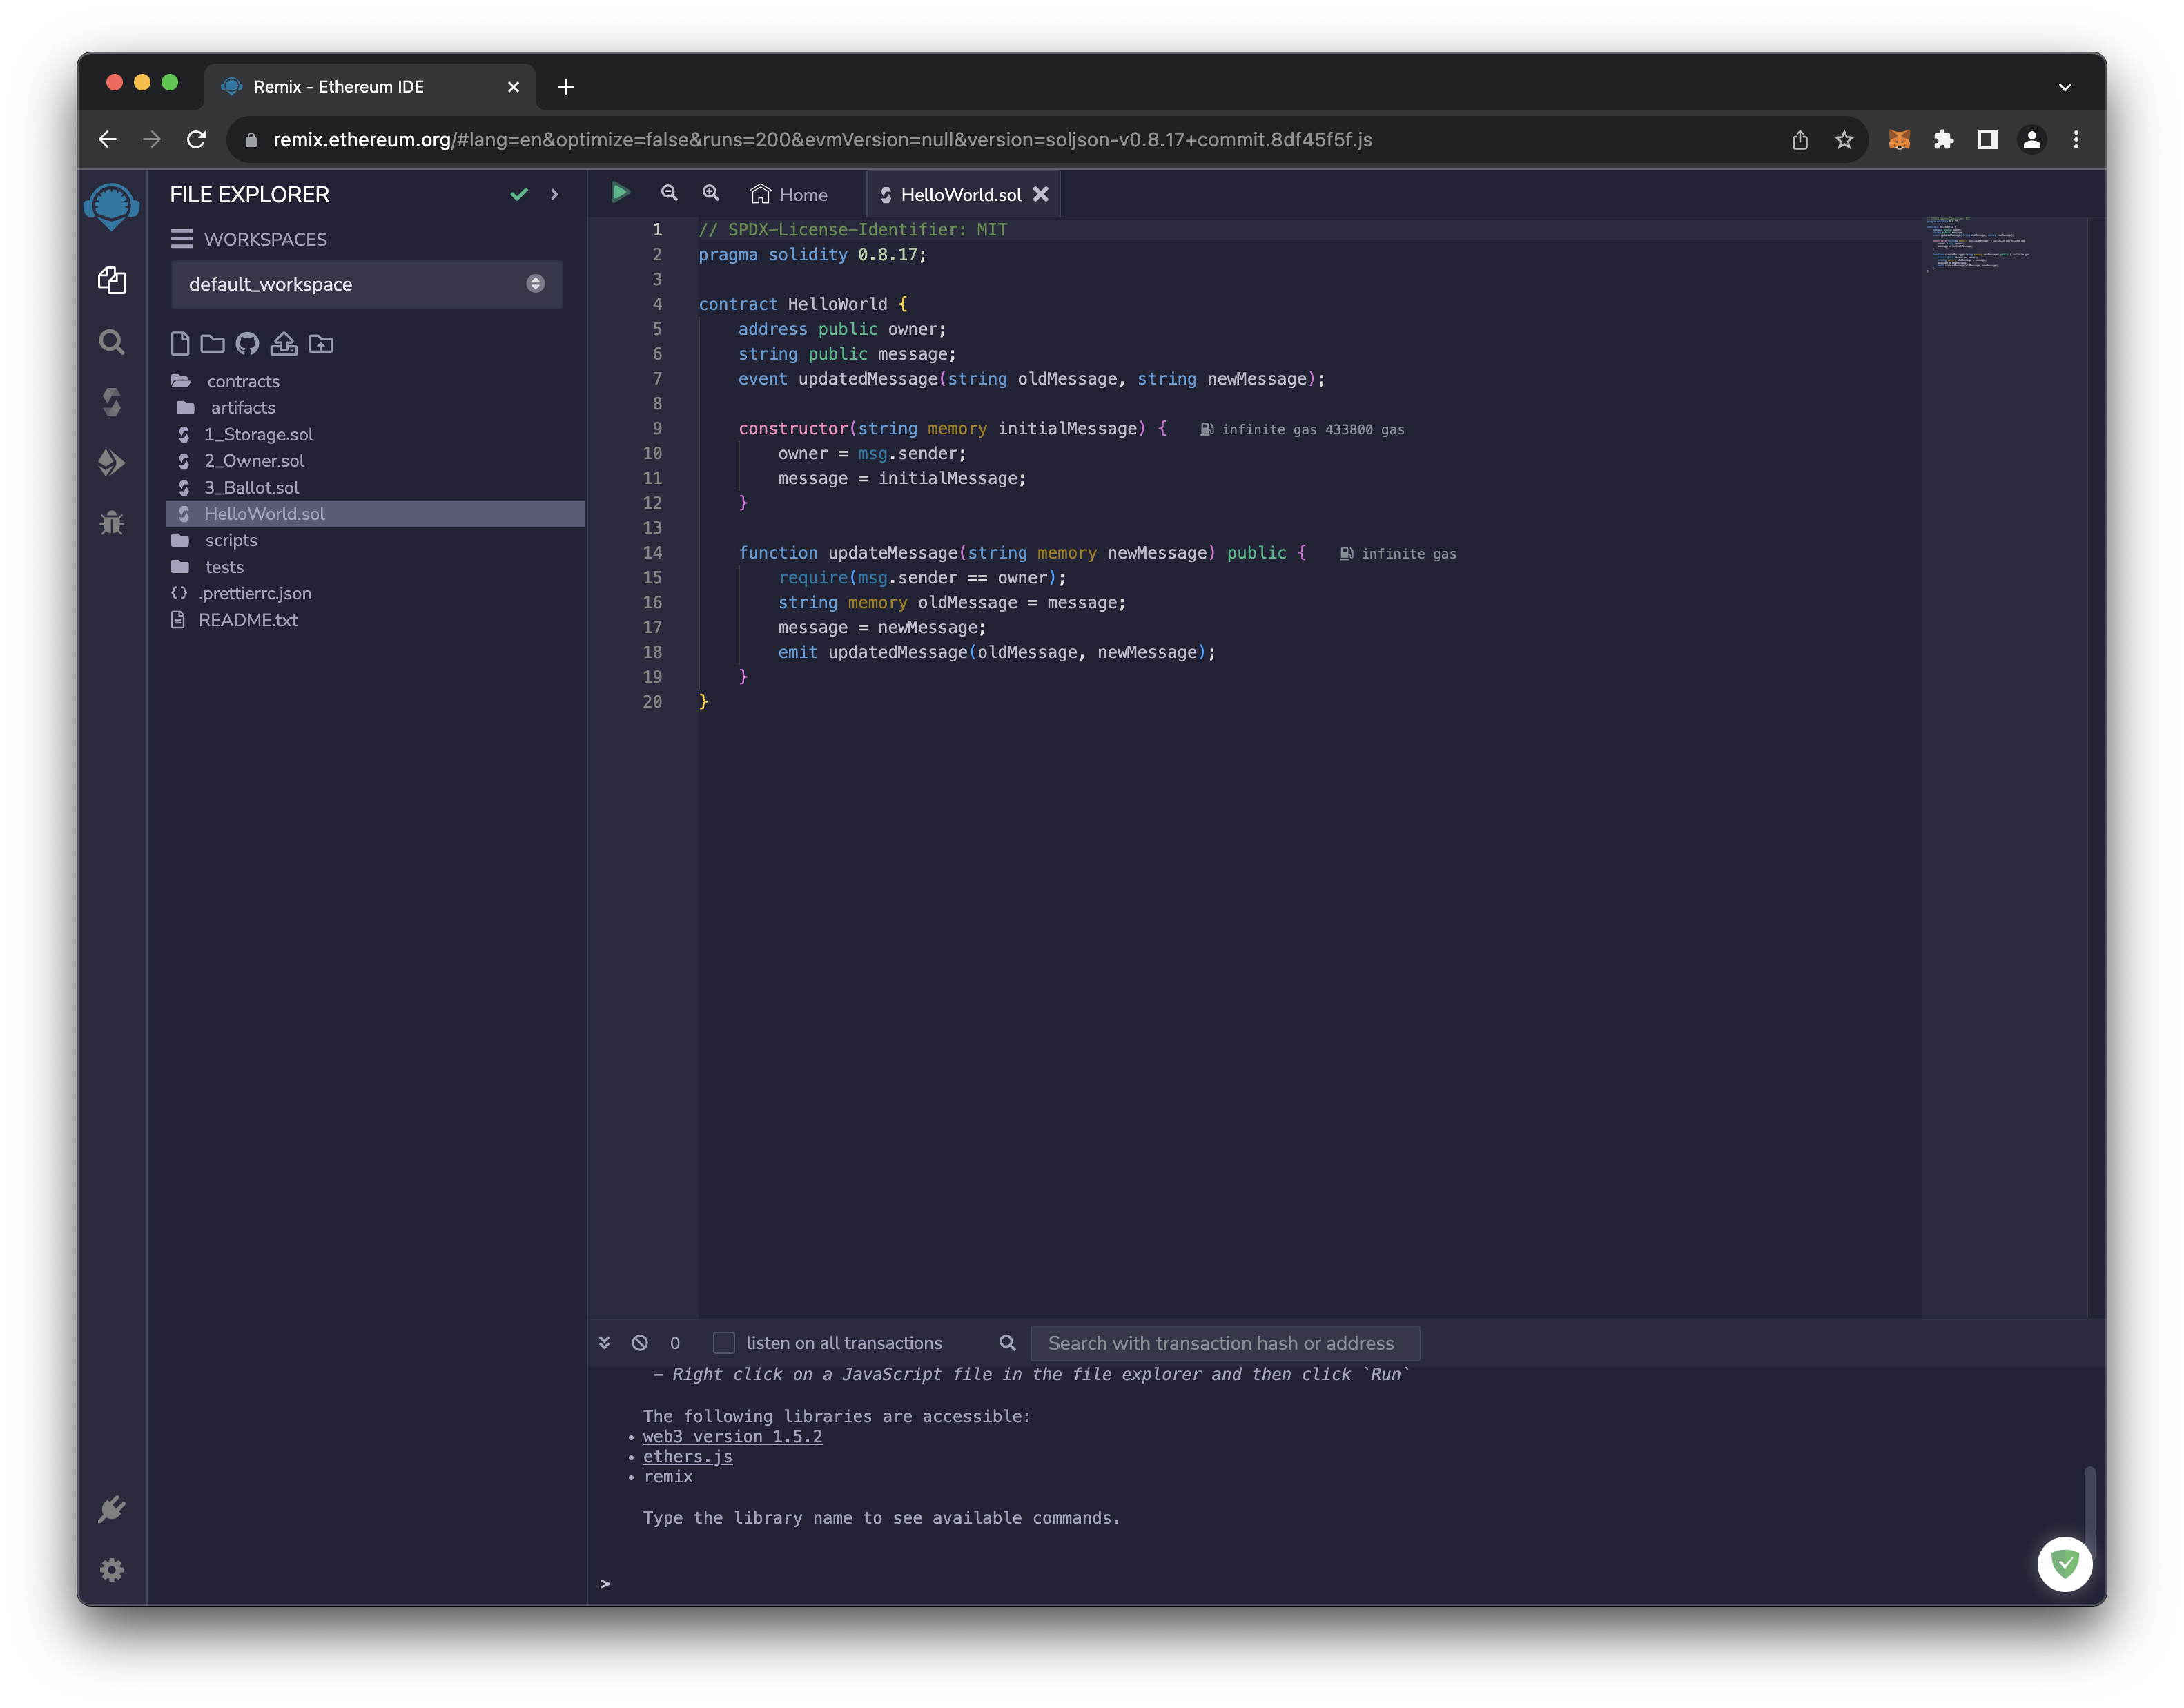 Remix - Ethereum IDE
remix.ethereum.org/#lang=en&optimize=false&runs=200&evmVersion=null&version=soljson-v0.8.17+commit.8df45f5f.js
FILE EXPLORER
WORKSPACES
default_workspace
contracts
artifacts
1_Storage.sol
2_Owner.sol
3_Ballot.sol
HelloWorld.sol
scripts
tests
{} .prettierrc.json
README.txt
Home
HelloWorld.sol
1 // SPDX-License-Identifier: MIT
2 pragma solidity 0.8.17;
3
4 contract HelloWorld {
5     address public owner;
6     string public message;
7     event updatedMessage(string oldMessage, string newMessage);
8
9     constructor(string memory initialMessage) { infinite gas 433800 gas
10         owner = msg.sender;
11         message = initialMessage;
12     }
13
14     function updateMessage(string memory newMessage) public { infinite gas
15         require(msg.sender == owner);
16         string memory oldMessage = message;
17         message = newMessage;
18         emit updatedMessage(oldMessage, newMessage);
19     }
20 }
0 listen on all transactions Search with transaction hash or address
- Right click on a JavaScript file in the file explorer and then click `Run`
The following libraries are accessible:
• web3 version 1.5.2
• ethers.js
• remix
Type the library name to see available commands.
>